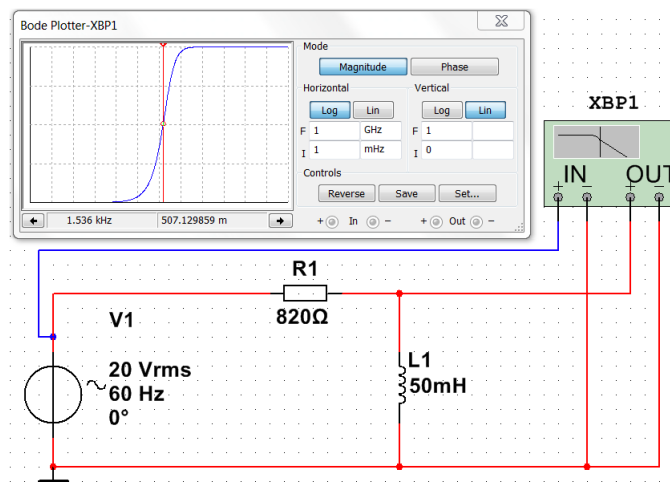 Bode Plotter-XBP1
Mode
Magnitude Phase
Horizontal Vertical
Log Lin Log Lin
F 1 GHz F 1
I 1 mHz I 0
Controls
Reverse Save Set...
1.536 kHz 507.129859 m
+ In - + Out -
XBP1
IN OUT
+ - + -
R1
820Ω
V1
20 Vrms
60 Hz
0°
L1
50mH